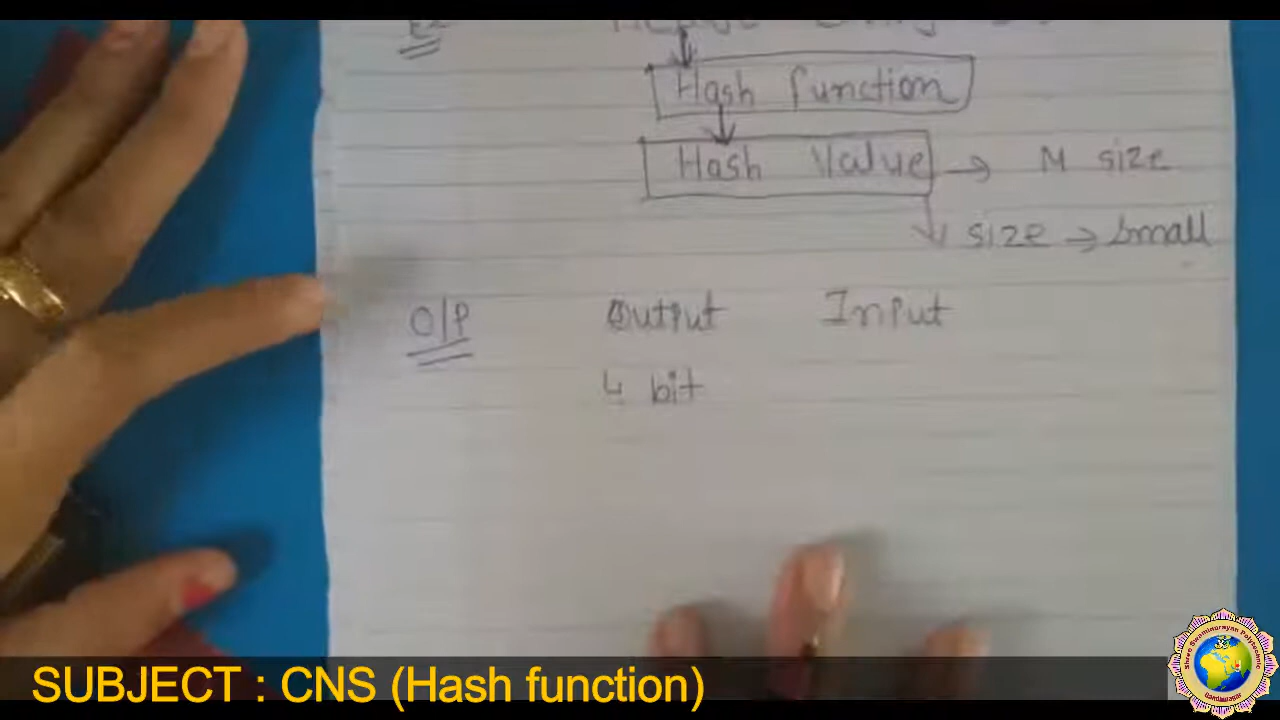 Hash function
Hash Value → M size
size → small
O/P Output Input
4 bit
SUBJECT : CNS (Hash function)